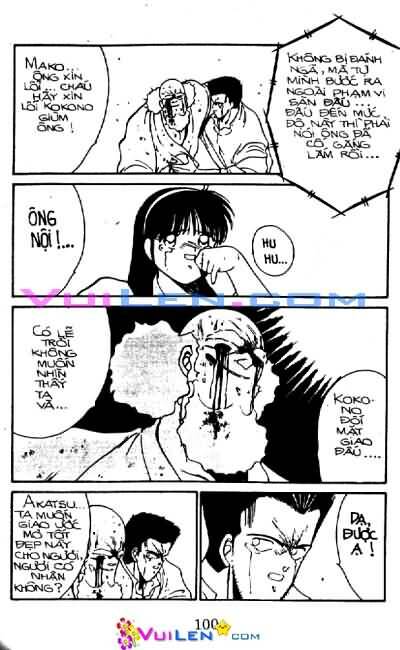 MAKO...
ÔNG XIN
LỖI... CHÁU
HÃY XIN
LỖI KOKONO
GIÙM
ÔNG!
KHÔNG BỊ ĐÁNH
NGÃ, MÀ TỰ
MÌNH BƯỚC RA
NGOÀI PHẠM VI
SÂN ĐẤU...
ĐẤU ĐẾN MỨC
ĐỘ NÀY THÌ PHẢI
NÓI ÔNG ĐÃ
CỐ GẮNG
LẮM RỒI...
ÔNG
NỘI!...
HU
HU...
VUILEN.COM
CÓ LẼ
TRỜI
KHÔNG
MUỐN
NHÌN
THẤY
TA
VÀ...
KOKO-
NO ĐỐI
MẶT
GIAO
ĐẤU....
AKATSU...
TA MUỐN
GIAO ƯỚC
MƠ TỐT
ĐẸP NÀY
CHO NGƯƠI,
NGƯƠI CÓ
NHẬN
KHÔNG?
DẠ,
ĐƯỢC
Ạ!
100
VUILEN
.COM